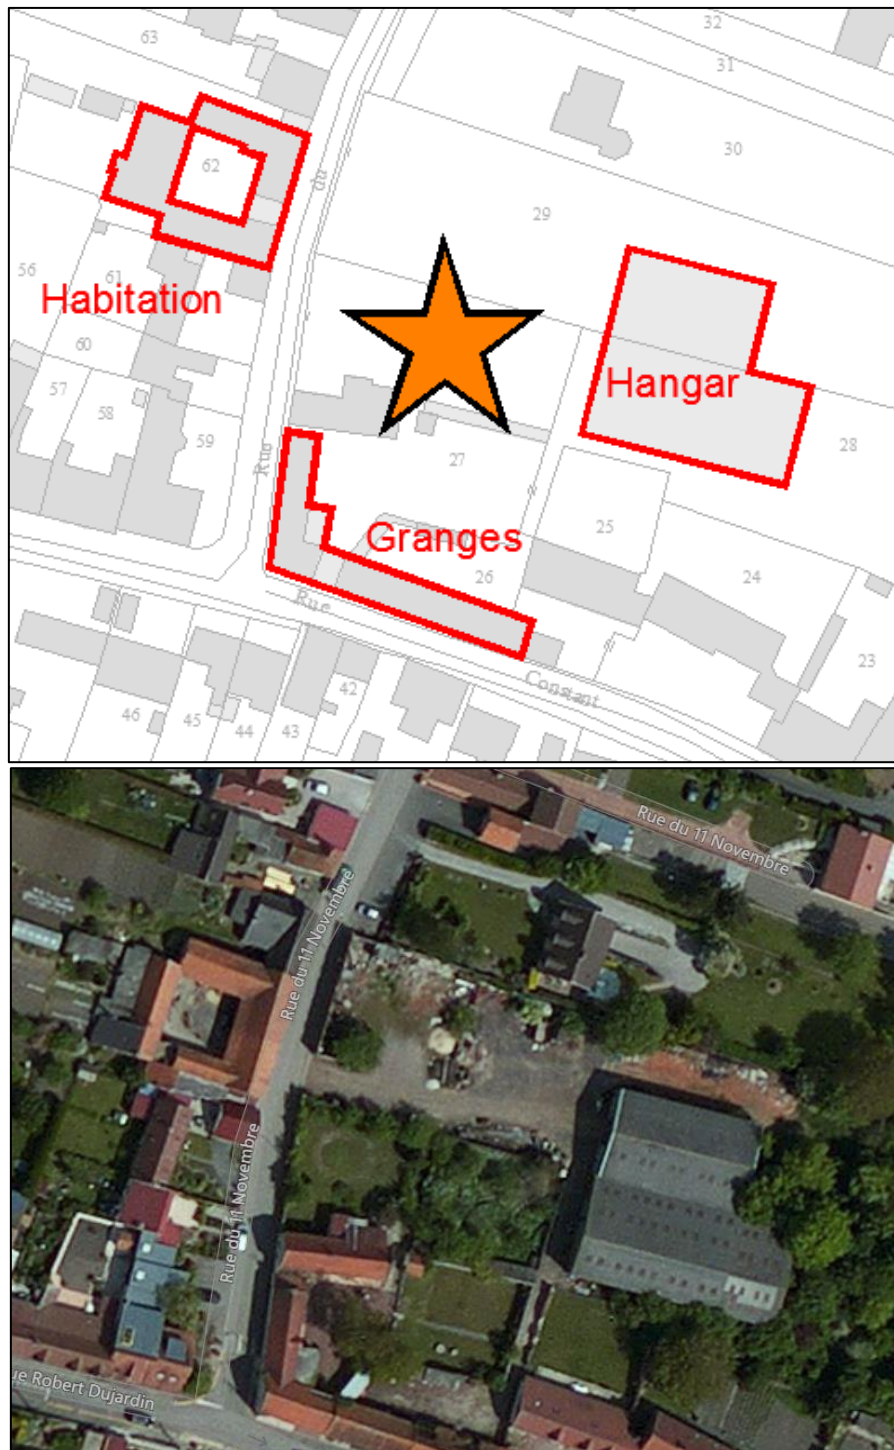 32
63
31
30
62
du
29
56
61
Habitation
60
Hangar
57
58
59
28
Rue
27
25
Granges
26
24
Rue
23
Constant
42
46
45
44
43
Rue du 11 Novembre
Rue du 11 Novembre
Rue du 11 Novembre
ue Robert Dujardin